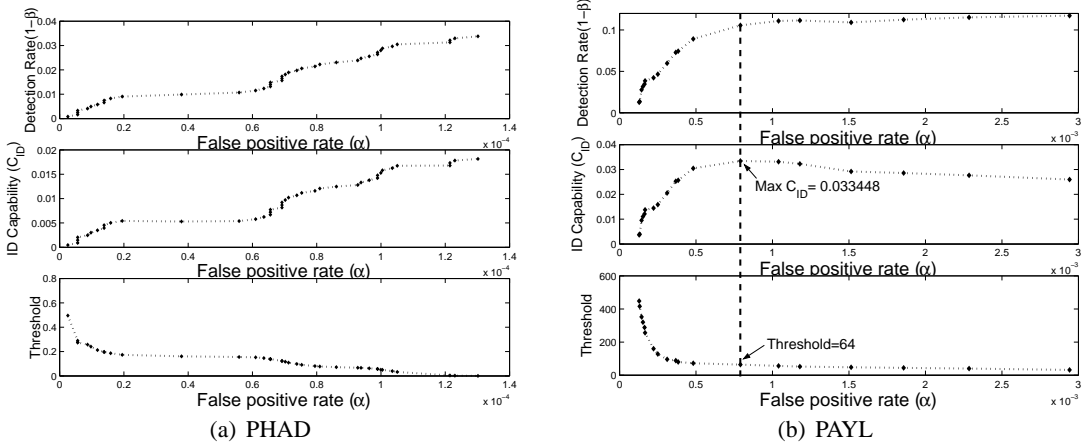 Detection Rate(1−β)
0.04
0.03
0.02
0.01
0
0 0.2 0.4 0.6 0.8 1 1.2 1.4
x 10⁻⁴
False positive rate (α)
ID Capability (C_ID)
0.02
0.015
0.01
0.005
0
0 0.2 0.4 0.6 0.8 1 1.2 1.4
x 10⁻⁴
False positive rate (α)
Threshold
0.8
0.6
0.4
0.2
0
0 0.2 0.4 0.6 0.8 1 1.2 1.4
x 10⁻⁴
False positive rate (α)
(a) PHAD
Detection Rate(1−β)
0.1
0.05
0
0 0.5 1 1.5 2 2.5 3
x 10⁻³
False positive rate (α)
ID Capability (C_ID)
0.04
0.03
0.02
0.01
0
Max C_ID= 0.033448
0 0.5 1 1.5 2 2.5 3
x 10⁻³
False positive rate (α)
Threshold
600
400
200
0
Threshold=64
0 0.5 1 1.5 2 2.5 3
x 10⁻³
False positive rate (α)
(b) PAYL